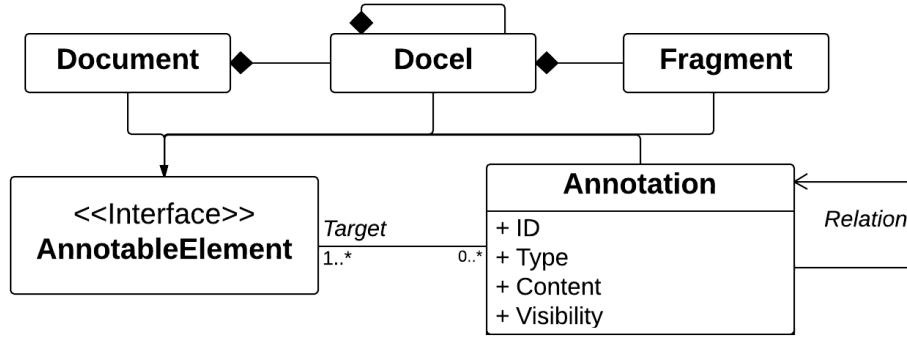 Document
Docel
Fragment
<<Interface>>
AnnotableElement
Target
1..*
0..*
Annotation
+ ID
+ Type
+ Content
+ Visibility
Relation